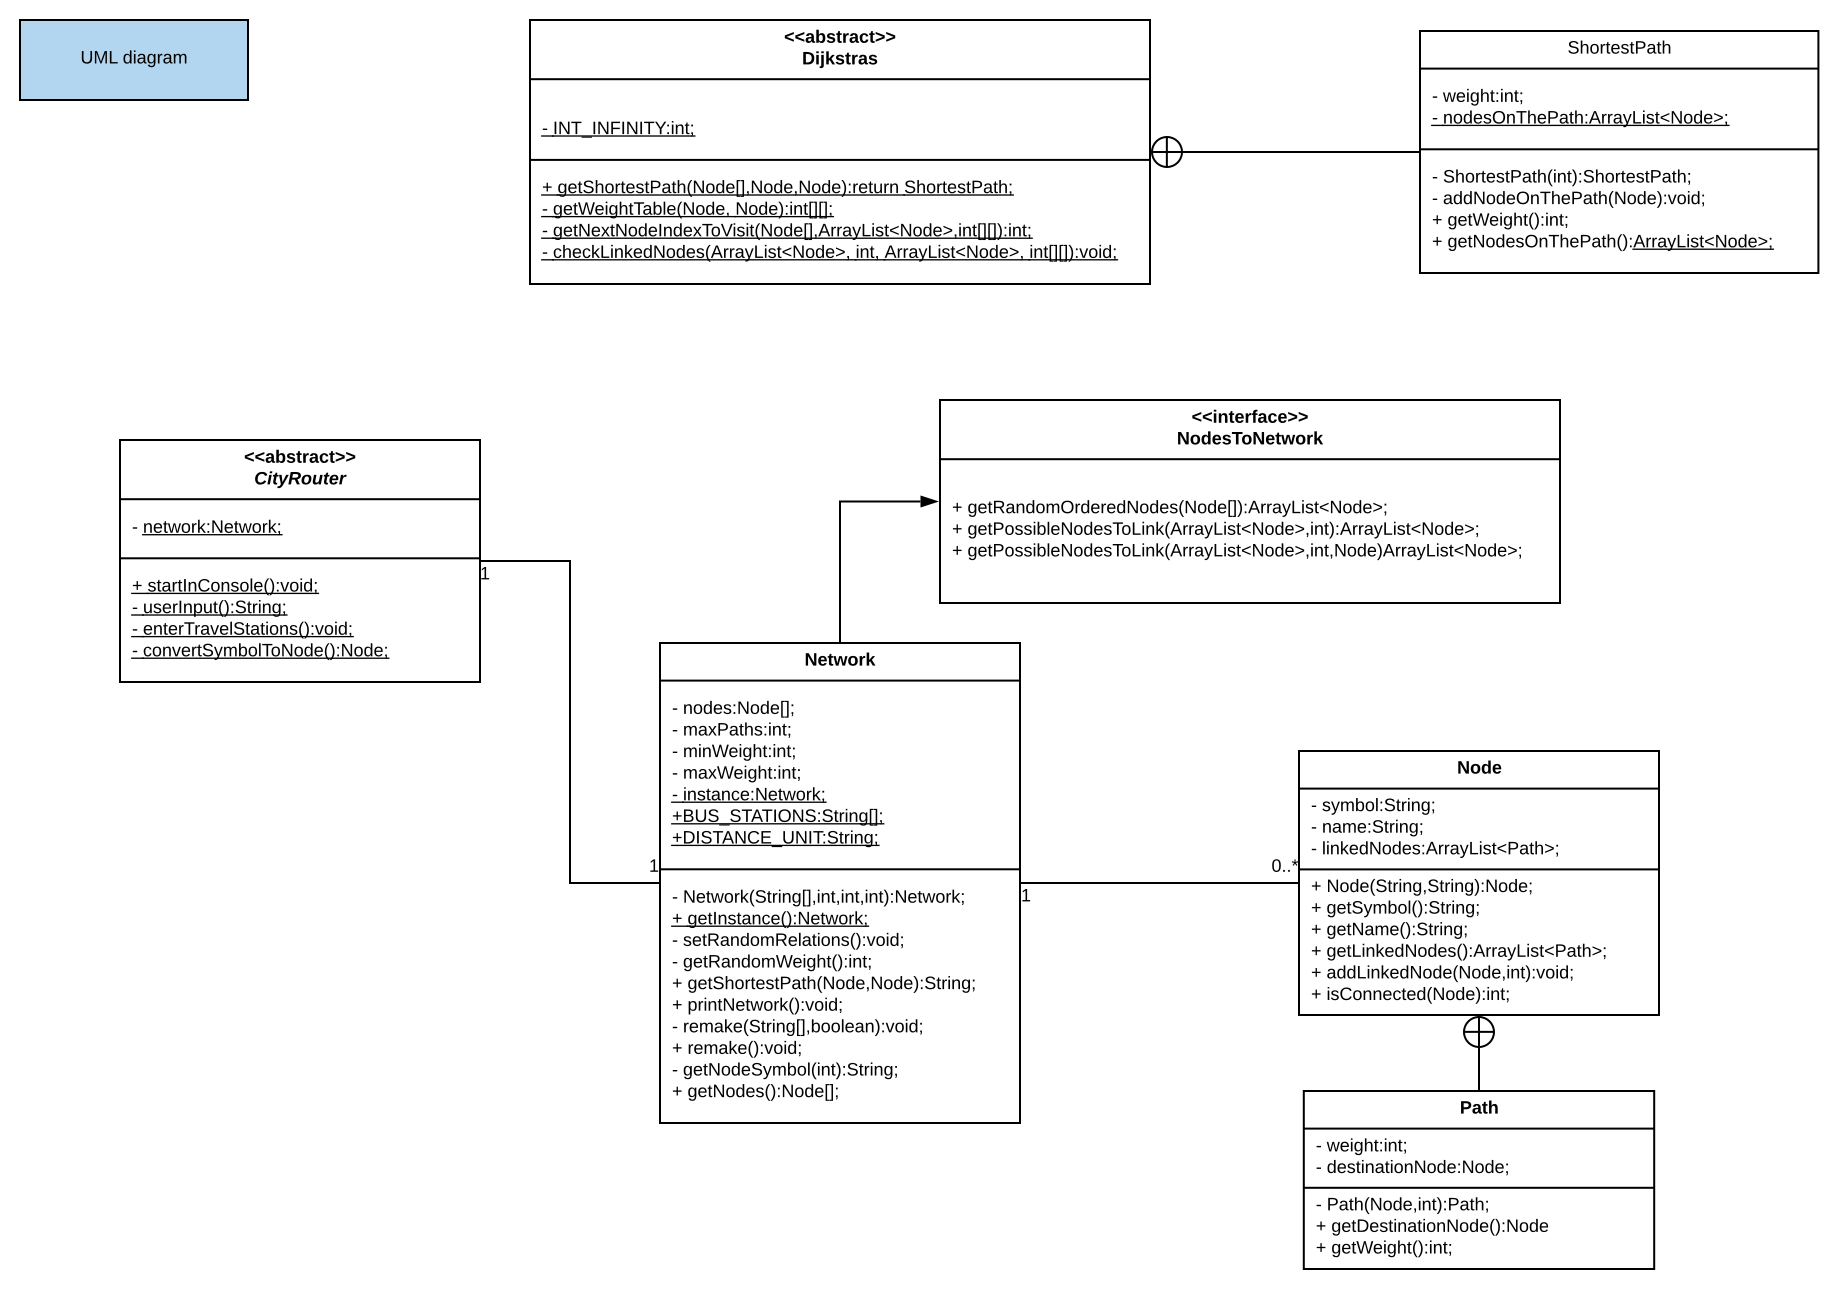 UML diagram
<<abstract>>
Dijkstras
- INT_INFINITY:int;
+ getShortestPath(Node[],Node,Node):return ShortestPath;
- getWeightTable(Node, Node):int[][];
- getNextNodeIndexToVisit(Node[],ArrayList<Node>,int[][]):int;
- checkLinkedNodes(ArrayList<Node>, int, ArrayList<Node>, int[][]):void;
ShortestPath
- weight:int;
- nodesOnThePath:ArrayList<Node>;
- ShortestPath(int):ShortestPath;
- addNodeOnThePath(Node):void;
+ getWeight():int;
+ getNodesOnThePath():ArrayList<Node>;
<<interface>>
NodesToNetwork
+ getRandomOrderedNodes(Node[]):ArrayList<Node>;
+ getPossibleNodesToLink(ArrayList<Node>,int):ArrayList<Node>;
+ getPossibleNodesToLink(ArrayList<Node>,int,Node)ArrayList<Node>;
<<abstract>>
CityRouter
- network:Network;
+ startInConsole():void;
- userInput():String;
- enterTravelStations():void;
- convertSymbolToNode():Node;
1
1
Network
- nodes:Node[];
- maxPaths:int;
- minWeight:int;
- maxWeight:int;
- instance:Network;
+BUS_STATIONS:String[];
+DISTANCE_UNIT:String;
- Network(String[],int,int,int):Network;
+ getInstance():Network;
- setRandomRelations():void;
- getRandomWeight():int;
+ getShortestPath(Node,Node):String;
+ printNetwork():void;
- remake(String[],boolean):void;
+ remake():void;
- getNodeSymbol(int):String;
+ getNodes():Node[];
1
0..*
Node
- symbol:String;
- name:String;
- linkedNodes:ArrayList<Path>;
+ Node(String,String):Node;
+ getSymbol():String;
+ getName():String;
+ getLinkedNodes():ArrayList<Path>;
+ addLinkedNode(Node,int):void;
+ isConnected(Node):int;
Path
- weight:int;
- destinationNode:Node;
- Path(Node,int):Path;
+ getDestinationNode():Node
+ getWeight():int;